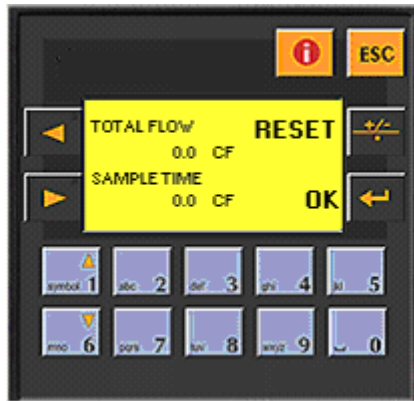 i ESC
TOTAL FLOW RESET +/-
0.0 CF
SAMPLE TIME
0.0 CF OK
symbol 1 abc 2 def 3 ghi 4 jkl 5
mno 6 pqrs 7 tuv 8 wxyz 9 0